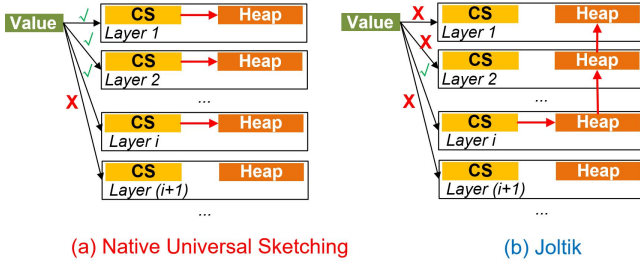 Value
CS Heap
Layer 1
CS Heap
Layer 2
...
CS Heap
Layer i
CS Heap
Layer (i+1)
...
(a) Native Universal Sketching
Value
X
CS Heap
Layer 1
X
CS Heap
Layer 2
...
X
CS Heap
Layer i
CS Heap
Layer (i+1)
...
(b) Joltik